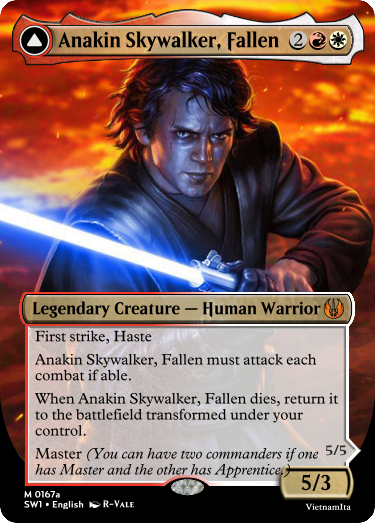 Anakin Skywalker, Fallen 2
Legendary Creature — Human Warrior
First strike, Haste
Anakin Skywalker, Fallen must attack each
combat if able.
When Anakin Skywalker, Fallen dies, return it
to the battlefield transformed under your
control.
Master (You can have two commanders if one
has Master and the other has Apprentice.)
5/5
5/3
M 0167a
SW1 • English R-Vale
VietnamIta